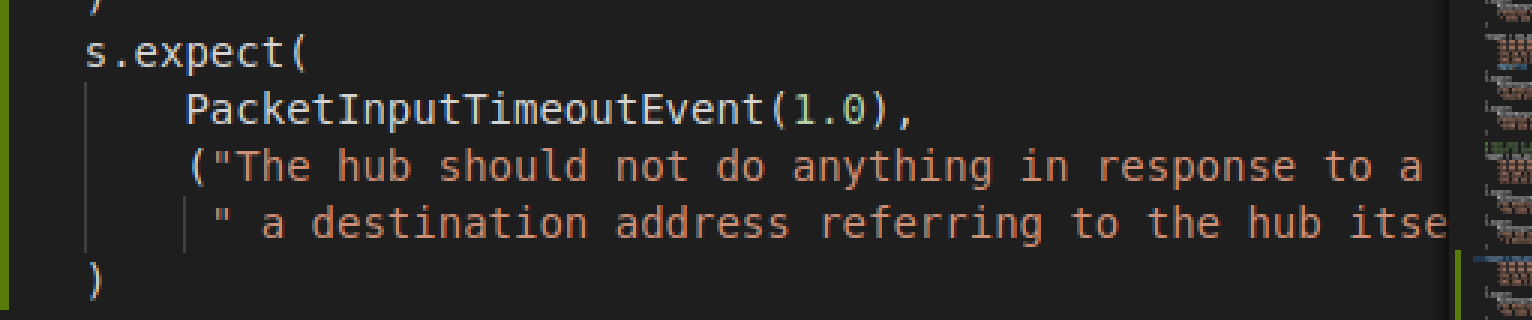 )
s.expect(
PacketInputTimeoutEvent(1.0),
("The hub should not do anything in response to a
" a destination address referring to the hub itse
)